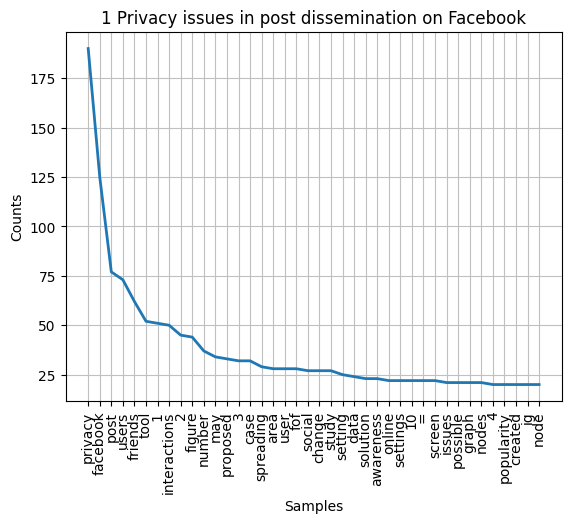 1 Privacy issues in post dissemination on Facebook
Counts
175
150
125
100
75
50
25
privacy
facebook
post
users
friends
tool
1
interactions
2
figure
number
may
proposed
3
case
spreading
area
user
for
social
change
study
setting
data
solution
awareness
online
settings
10
=
screen
issues
possible
graph
nodes
4
popularity
created
jg
node
Samples